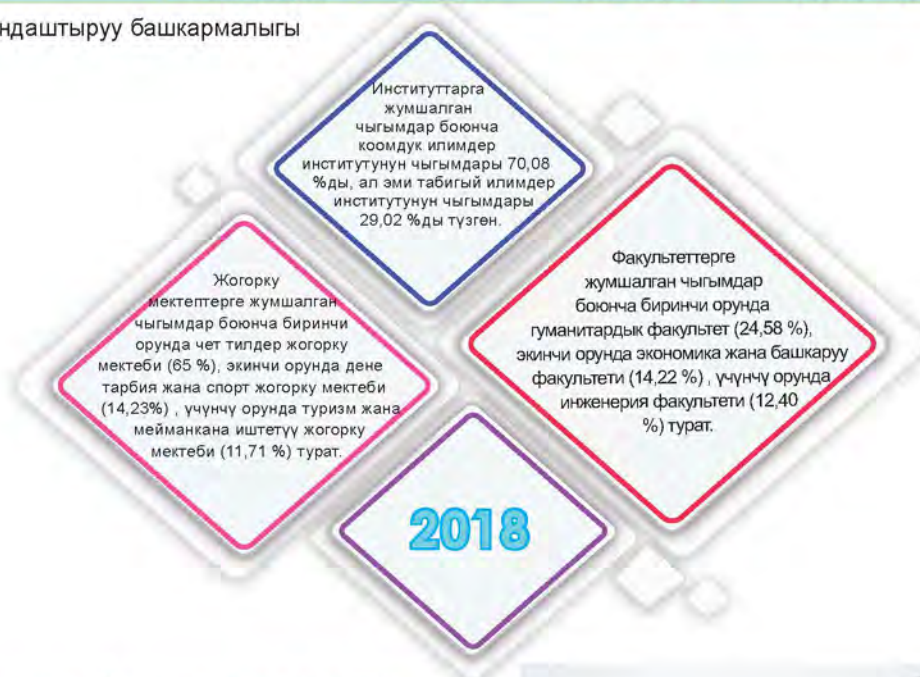 ндаштыруу башкармалыгы
Институттарга
жумшалган
чыгымдар боюнча
коомдук илимдер
институтунун чыгымдары 70,08
%ды, ал эми табигый илимдер
институтунун чыгымдары
29,02 %ды түзгөн.
Жогорку
мектептерге жумшалган
чыгымдар боюнча биринчи
орунда чет тилдер жогорку
мектеби (65 %), экинчи орунда дене
тарбия жана спорт жогорку мектеби
(14,23%) , үчүнчү орунда туризм жана
мейманкана иштетүү жогорку
мектеби (11,71 %) турат.
Факультеттерге
жумшалган чыгымдар
боюнча биринчи орунда
гуманитардык факультет (24,58 %),
экинчи орунда экономика жана башкаруу
факультети (14,22 %) , үчүнчү орунда
инженерия факультети (12,40
%) турат.
2018